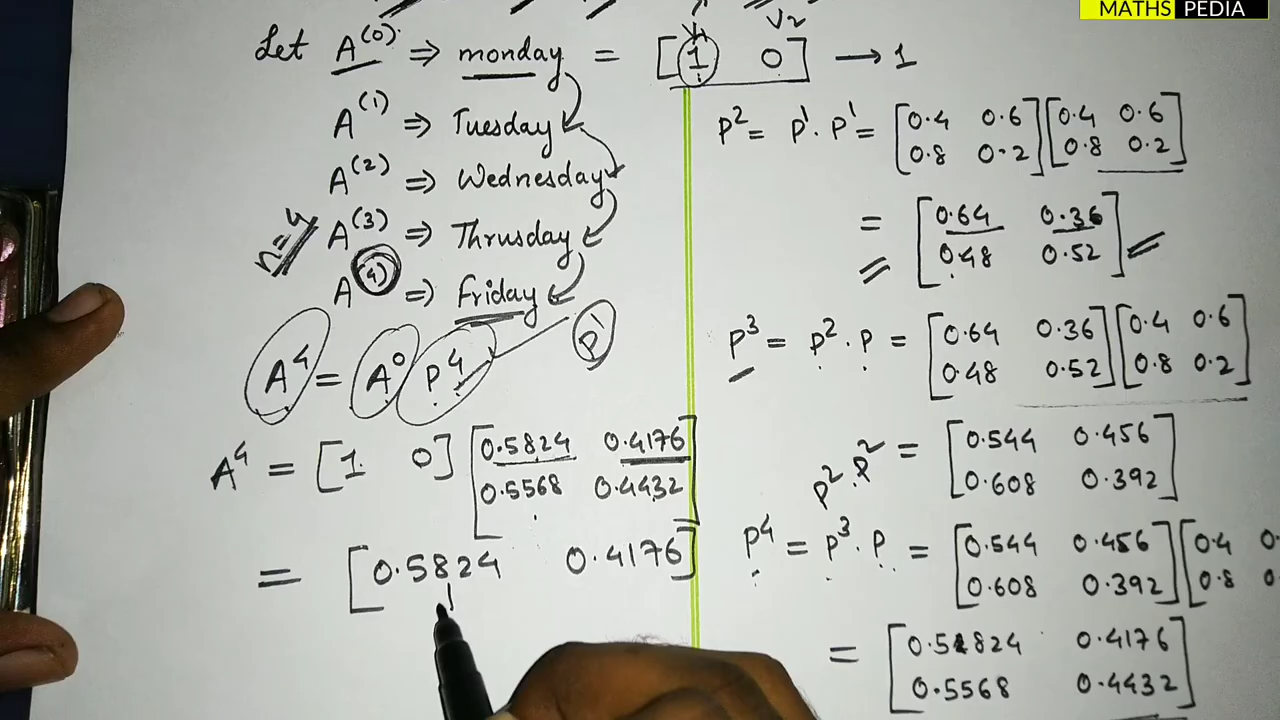 MATHS PEDIA
V2
Let A^(0) ⇒ monday = [1 0] → 1
A^(1) ⇒ Tuesday
A^(2) ⇒ Wednesday
n=4 A^(3) ⇒ Thrusday
A^(4) ⇒ Friday
A^4 = A^0 P^4 P^1
A^4 = [1 0] [0.5824 0.4176
0.5568 0.4432]
= [0.5824 0.4176]
P^2 = P^1 . P^1 = [0.4 0.6 [0.4 0.6
0.8 0.2] 0.8 0.2]
= [0.64 0.36
0.48 0.52]
P^3 = P^2 . P = [0.64 0.36 [0.4 0.6
0.48 0.52] 0.8 0.2]
P^2 . P^2 = [0.544 0.456
0.608 0.392]
P^4 = P^3 . P = [0.544 0.456 [0.4 0.
0.608 0.392] 0.8 0.
= [0.5824 0.4176
0.5568 0.4432]